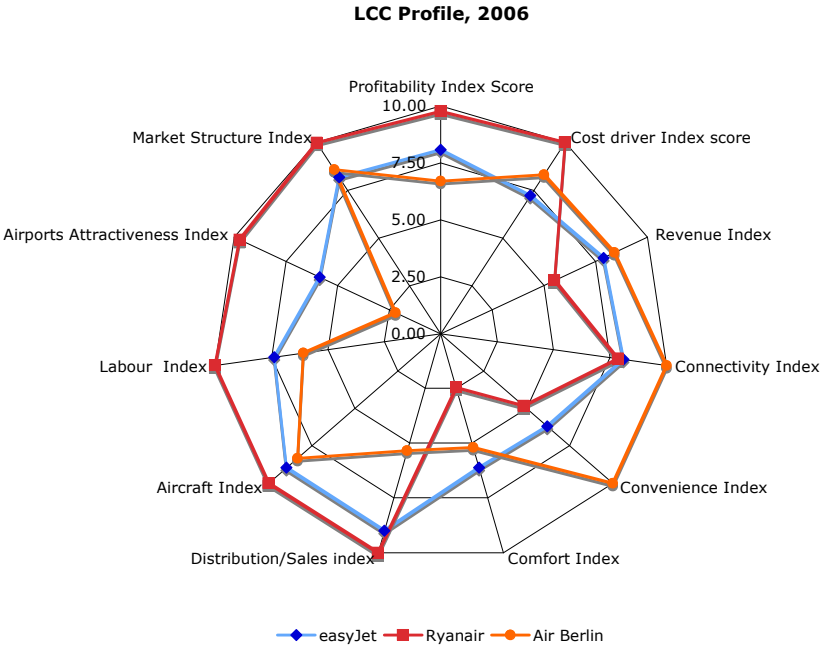 LCC Profile, 2006
Profitability Index Score
10.00
Market Structure Index
Cost driver Index score
7.50
Airports Attractiveness Index
Revenue Index
5.00
2.50
0.00
Labour  Index
Connectivity Index
Aircraft Index
Convenience Index
Distribution/Sales index
Comfort Index
easyJet
Ryanair
Air Berlin